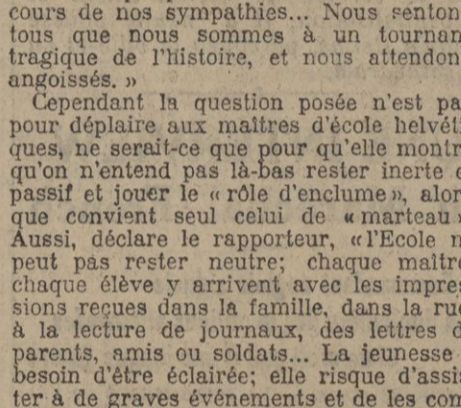 cours de nos sympathies... Nous senton
tous que nous sommes à un tournan
tragique de l'histoire, et nous attendon
angoissés. »
Cependant la question posée n'est pa
pour déplaire aux maîtres d'école helvéti
ques, ne serait-ce que pour qu'elle montr
qu'on n'entend pas là-bas rester inerte e
passif et jouer le « rôle d'enclume », alor
que convient seul celui de « marteau »
Aussi, déclare le rapporteur, « l'Ecole n
peut pas rester neutre; chaque maître
chaque élève y arrivent avec les impres
sions reçues dans la famille, dans la rue
à la lecture de journaux, des lettres d
parents, amis ou soldats... La jeunesse
besoin d'être éclairée; elle risque d'assis
ter à de graves événements et de les com